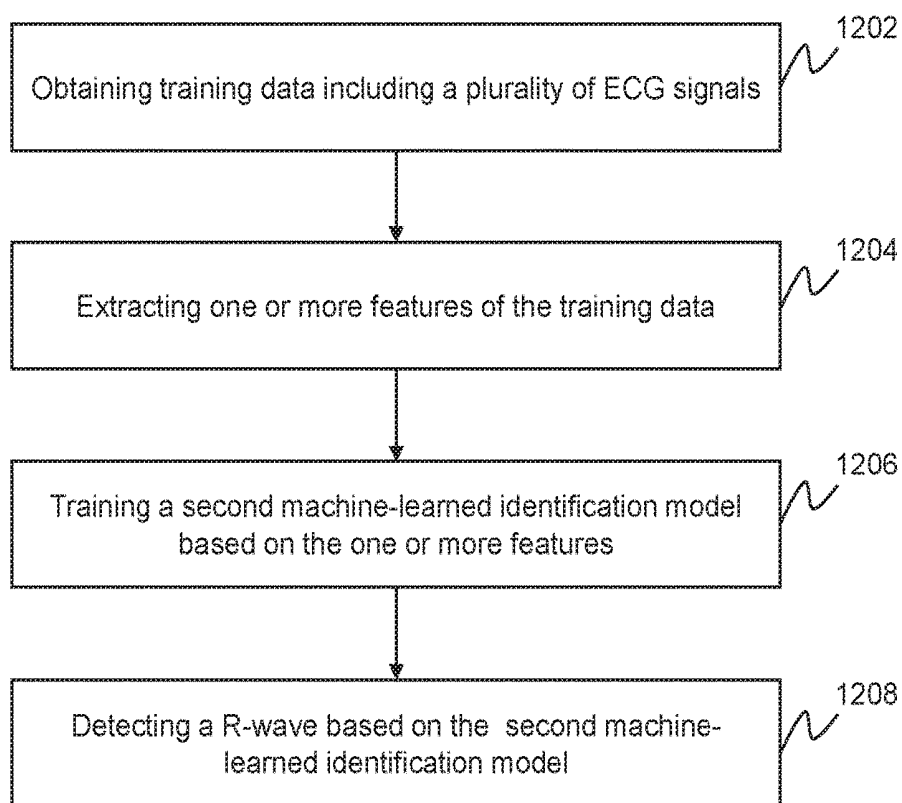 1202
Obtaining training data including a plurality of ECG signals
1204
Extracting one or more features of the training data
1206
Training a second machine-learned identification model
based on the one or more features
1208
Detecting a R-wave based on the second machine-
learned identification model